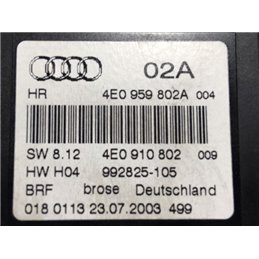 02A
HR 4E0 959 802A 004
SW 8.12 4E0 910 802 009
HW H04 992825-105
BRF brose Deutschland
018 0113 23.07.2003 499